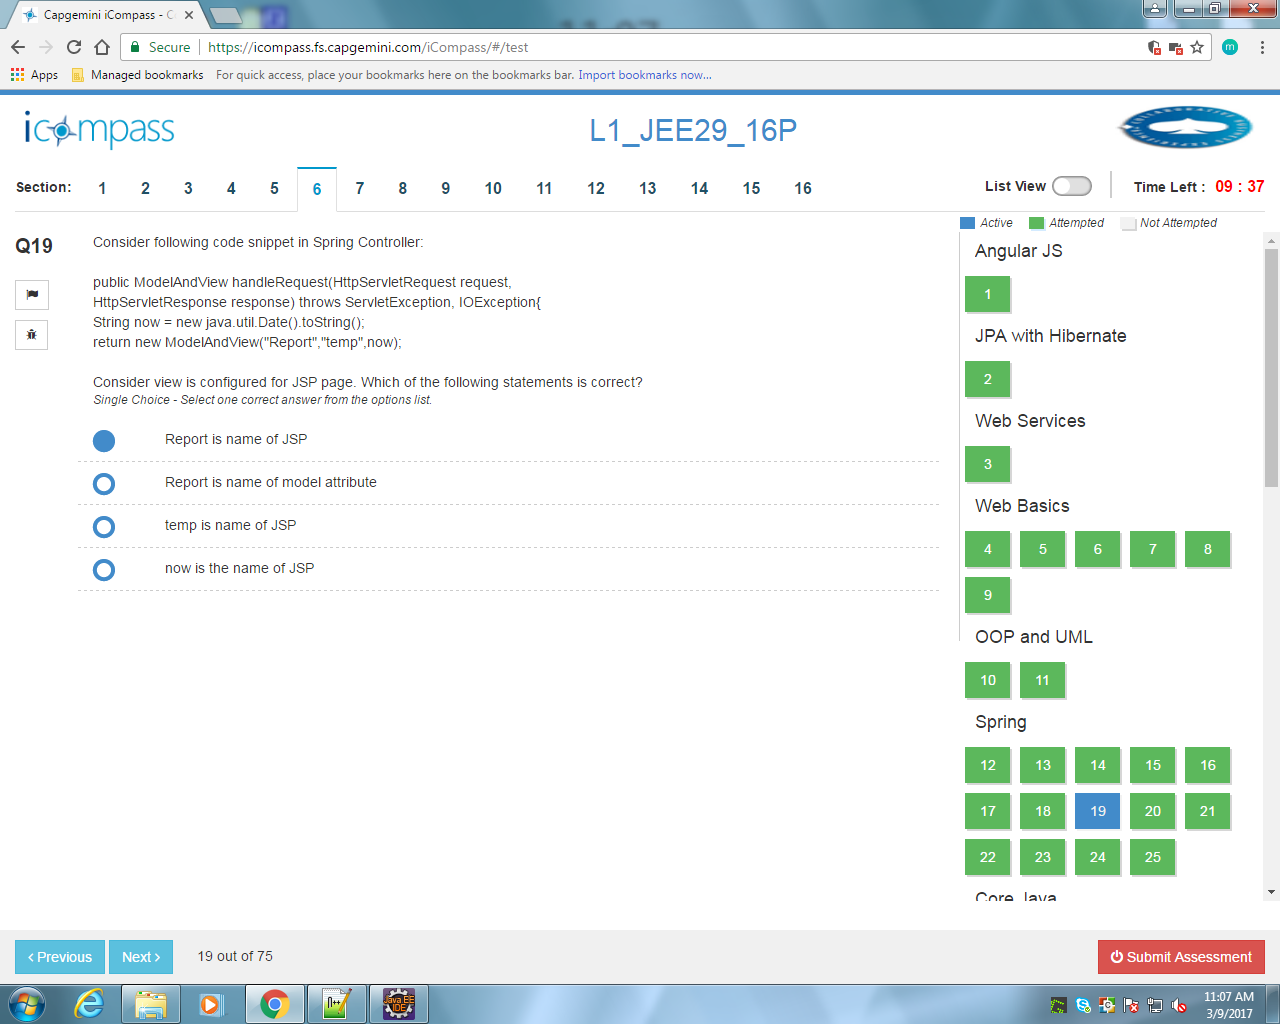 Capgemini iCompass - C
Secure
https://icompass.fs.capgemini.com/iCompass/#/test
m
Apps
Managed bookmarks
For quick access, place your bookmarks here on the bookmarks bar. Import bookmarks now...
icompass
L1_JEE29_16P
Section:
1 2 3 4 5 6 7 8 9 10 11 12 13 14 15 16
List View
Time Left : 09 : 37
Active
Attempted
Not Attempted
Q19
Consider following code snippet in Spring Controller:
public ModelAndView handleRequest(HttpServletRequest request,
HttpServletResponse response) throws ServletException, IOException{
String now = new java.util.Date().toString();
return new ModelAndView("Report","temp",now);
Consider view is configured for JSP page. Which of the following statements is correct?
Single Choice - Select one correct answer from the options list.
Report is name of JSP
Report is name of model attribute
temp is name of JSP
now is the name of JSP
Angular JS
1
JPA with Hibernate
2
Web Services
3
Web Basics
4 5 6 7 8
9
OOP and UML
10 11
Spring
12 13 14 15 16
17 18 19 20 21
22 23 24 25
Core Java
‹ Previous
Next ›
19 out of 75
Submit Assessment
N++
Java EE
IDE
11:07 AM
3/9/2017